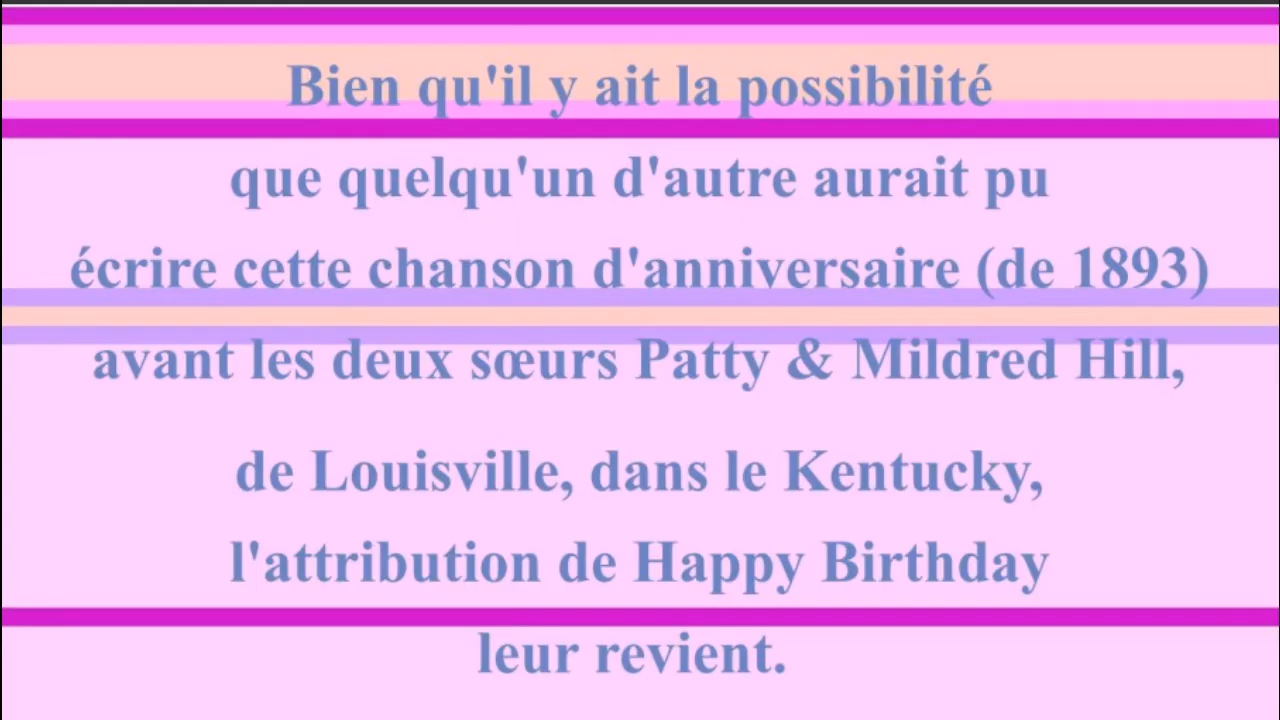 Bien qu'il y ait la possibilité
que quelqu'un d'autre aurait pu
écrire cette chanson d'anniversaire (de 1893)
avant les deux sœurs Patty & Mildred Hill,
de Louisville, dans le Kentucky,
l'attribution de Happy Birthday
leur revient.